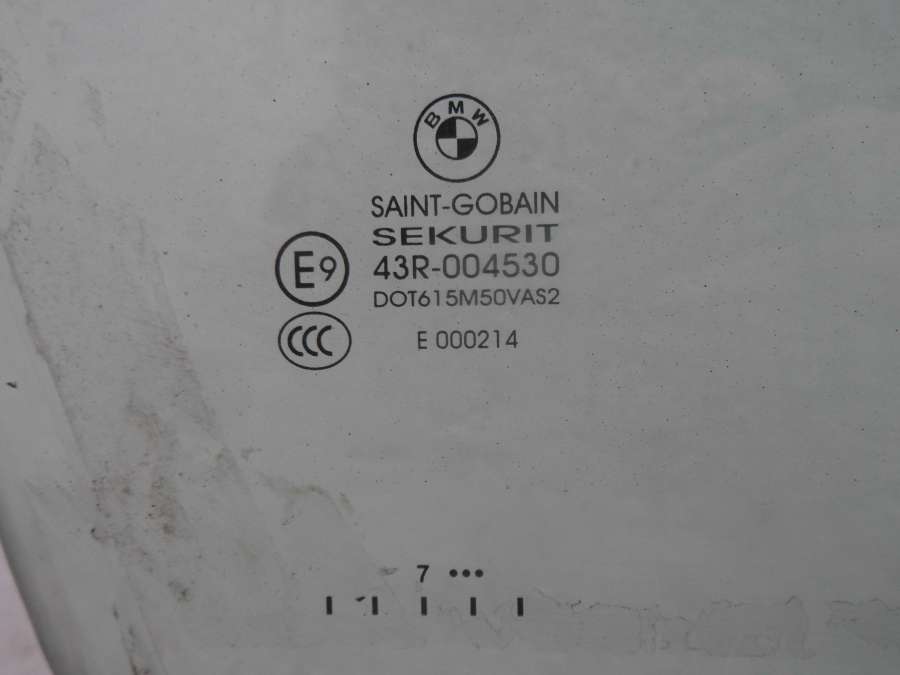 BMW
SAINT-GOBAIN
SEKURIT
E9 43R-004530
DOT615M50VAS2
CCC E 000214
7 •••